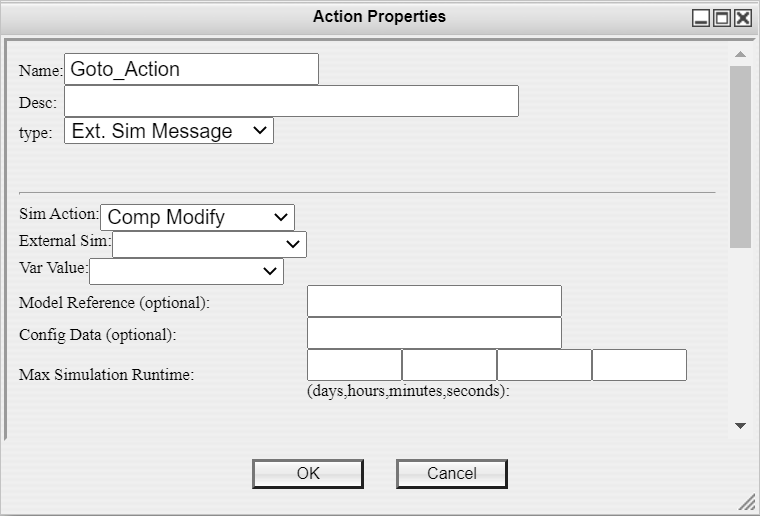 Action Properties
Name: Goto_Action
Desc:
type: Ext. Sim Message
Sim Action: Comp Modify
External Sim:
Var Value:
Model Reference (optional):
Config Data (optional):
Max Simulation Runtime:
(days,hours,minutes,seconds):
OK Cancel